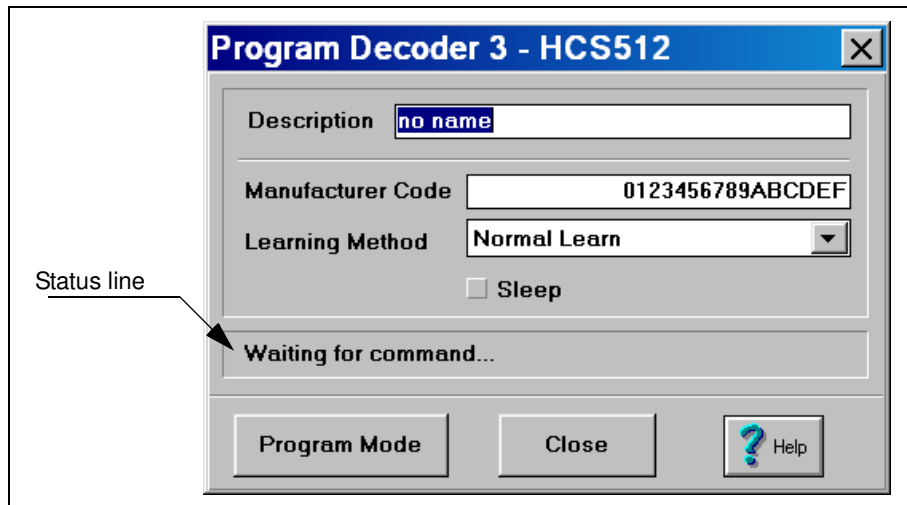 Program Decoder 3 - HCS512
Description no name
Manufacturer Code 0123456789ABCDEF
Learning Method Normal Learn
Sleep
Status line
Waiting for command...
Program Mode Close ? Help